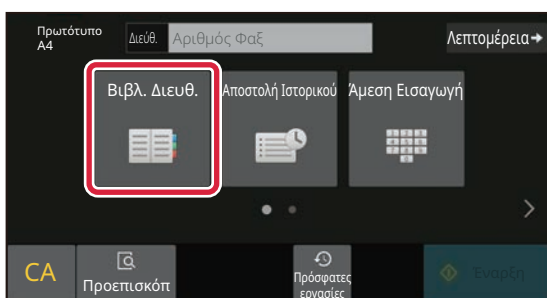 Πρωτότυπο
A4
Διεύθ. Αριθμός Φαξ
Λεπτομέρεια
Βιβλ. Διευθ.
Αποστολή Ιστορικού
Άμεση Εισαγωγή
CA
Προεπισκόπ
Πρόσφατες
εργασίες
Έναρξη